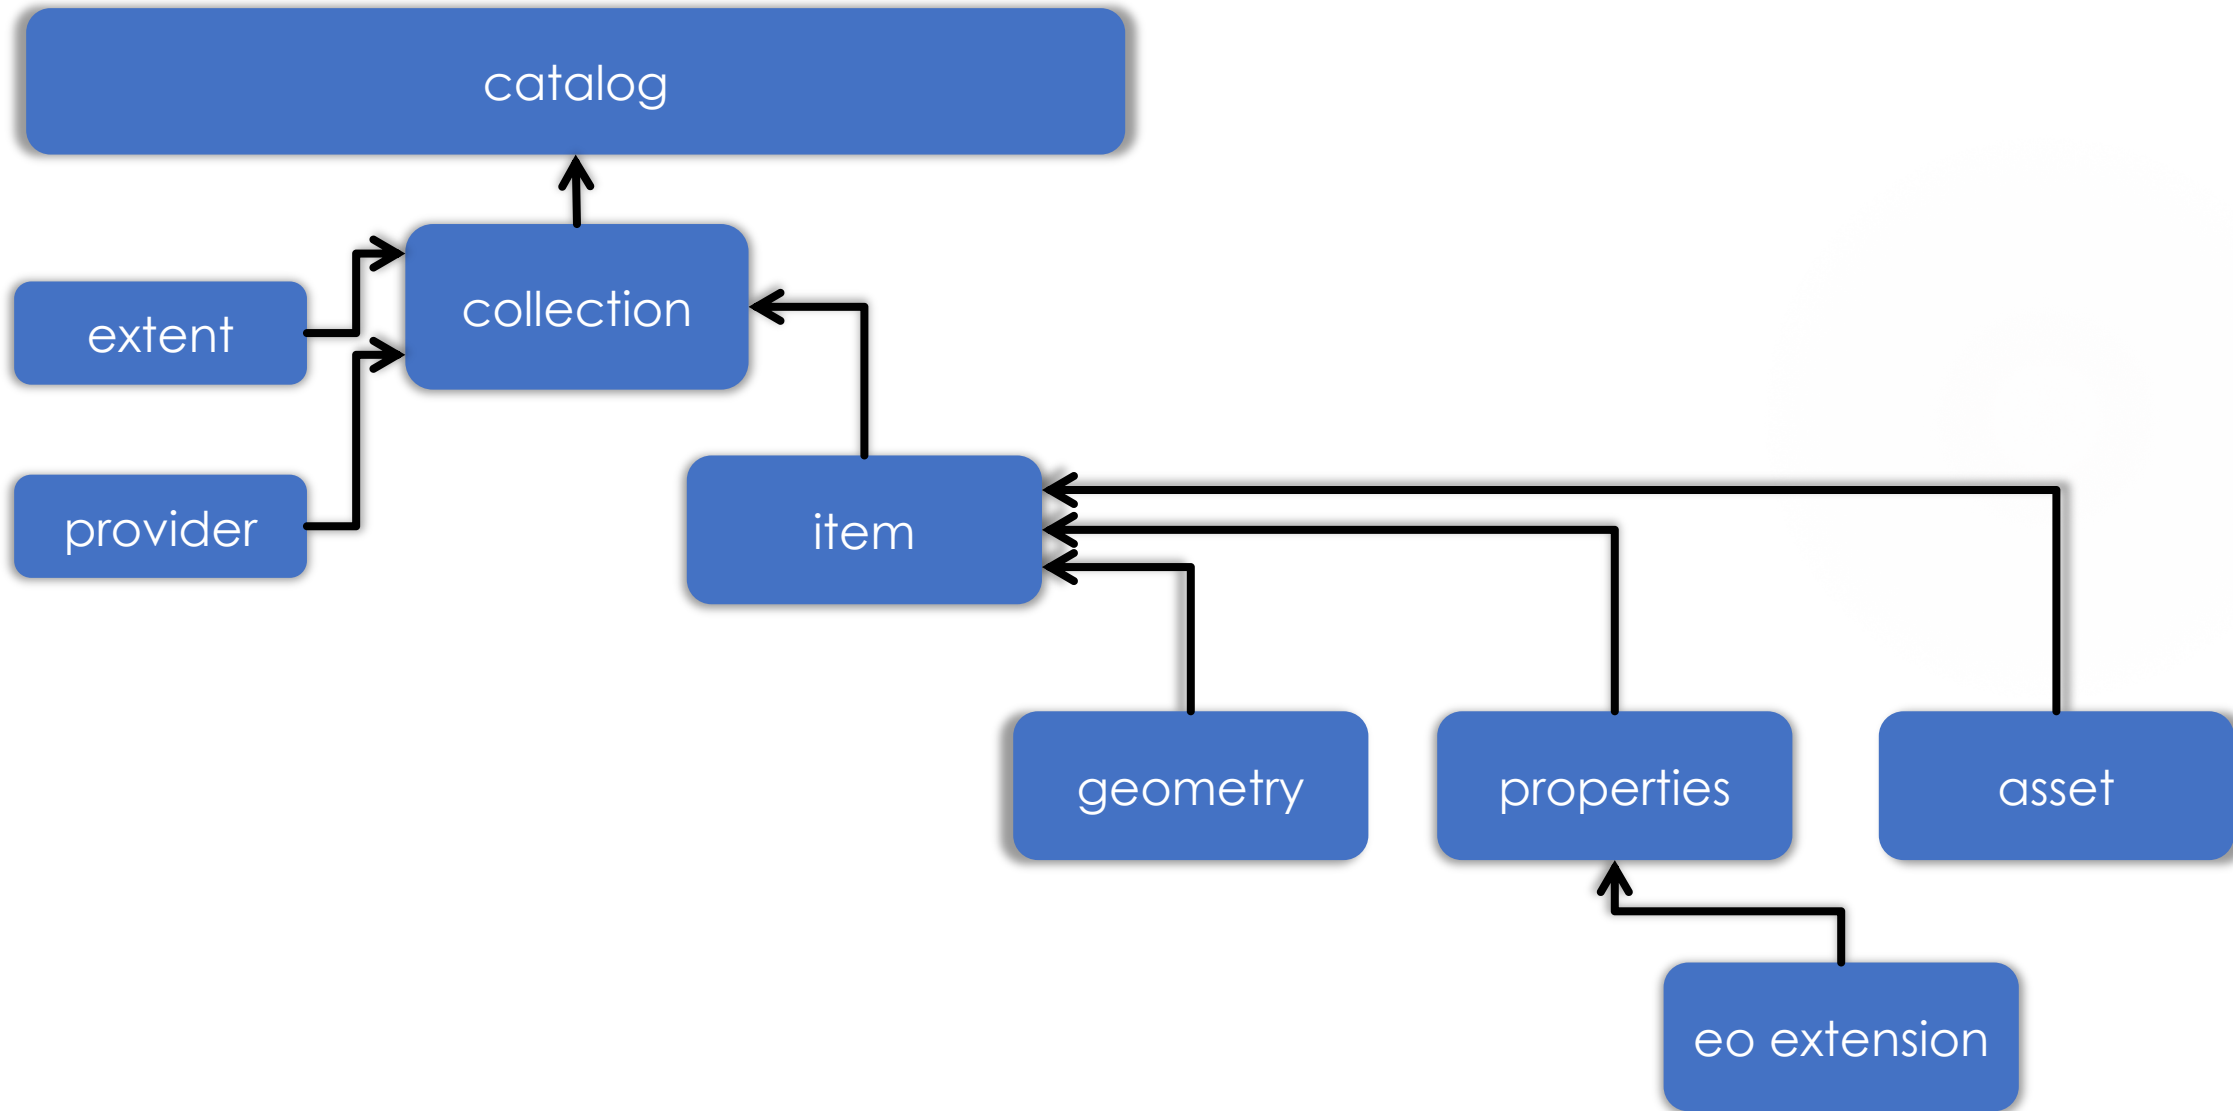 catalog
collection
extent
provider
item
geometry
properties
asset
eo extension